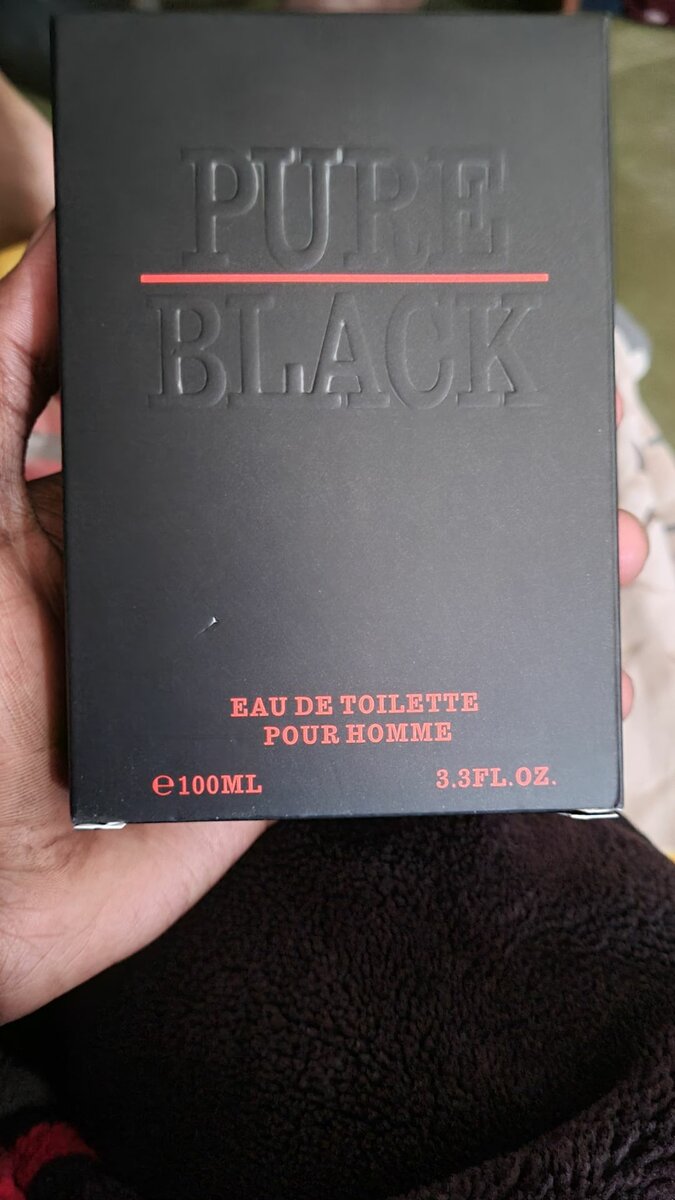 PURE
BLACK
EAU DE TOILETTE
POUR HOMME
℮100ML
3.3FL.OZ.